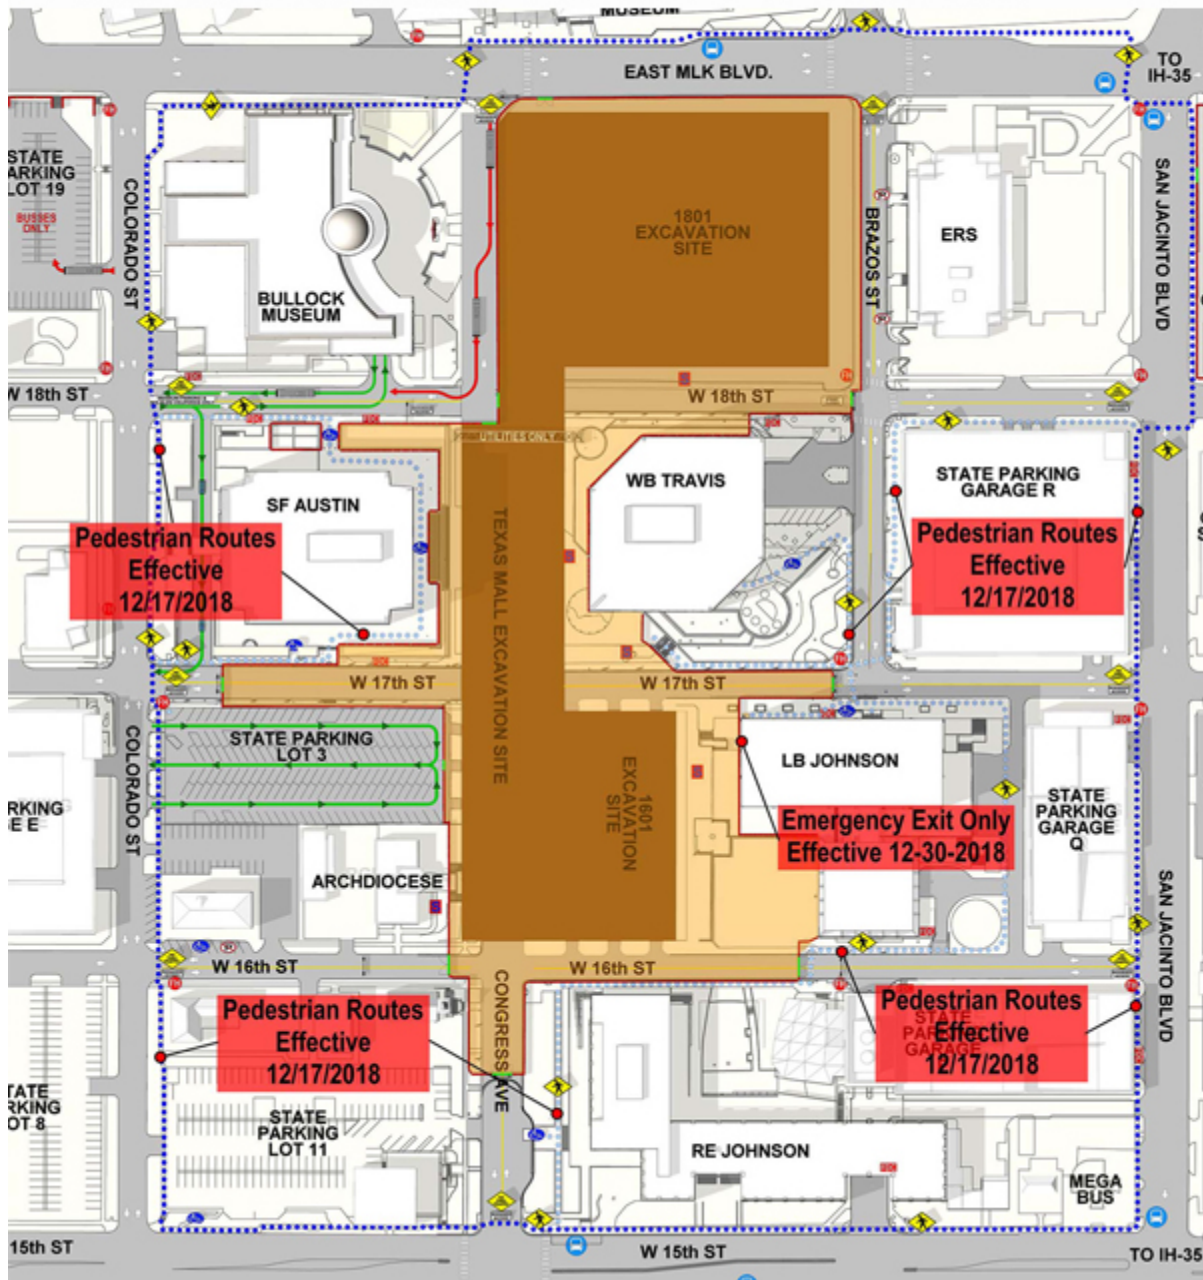 MUSEUM
EAST MLK BLVD.
TO
IH-35
STATE
ARKING
LOT 19
BUSSES
ONLY
COLORADO ST
1801
EXCAVATION
SITE
BRAZOS ST
ERS
SAN JACINTO BLVD
BULLOCK
MUSEUM
W 18th ST
W 18th ST
UTILITIES ONLY
SF AUSTIN
WB TRAVIS
STATE PARKING
GARAGE R
TEXAS MALL EXCAVATION SITE
Pedestrian Routes
Effective
12/17/2018
Pedestrian Routes
Effective
12/17/2018
W 17th ST
W 17th ST
COLORADO ST
STATE PARKING
LOT 3
LB JOHNSON
1601
EXCAVATION
SITE
STATE
PARKING
GARAGE
Q
RKING
GE E
Emergency Exit Only
Effective 12-30-2018
ARCHDIOCESE
SAN JACINTO BLVD
W 16th ST
W 16th ST
CONGRESS AVE
Pedestrian Routes
Effective
12/17/2018
Pedestrian Routes
Effective
12/17/2018
STATE
PARKING
GARAGE
TATE
RKING
OT 8
STATE
PARKING
LOT 11
RE JOHNSON
MEGA
BUS
15th ST
W 15th ST
TO IH-35